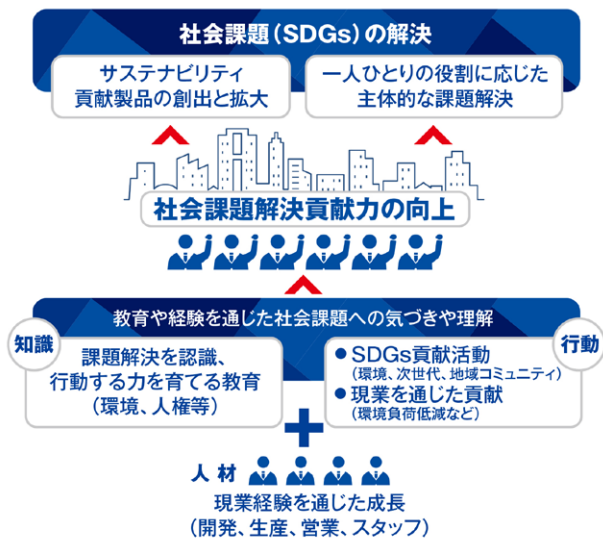 社会課題(SDGs)の解決
サステナビリティ
貢献製品の創出と拡大
一人ひとりの役割に応じた
主体的な課題解決
社会課題解決貢献力の向上
教育や経験を通じた社会課題への気づきや理解
知識
課題解決を認識、
行動する力を育てる教育
(環境、人権等)
行動
●SDGs貢献活動
(環境、次世代、地域コミュニティ)
●現業を通じた貢献
(環境負荷低減など)
人材
現業経験を通じた成長
(開発、生産、営業、スタッフ)